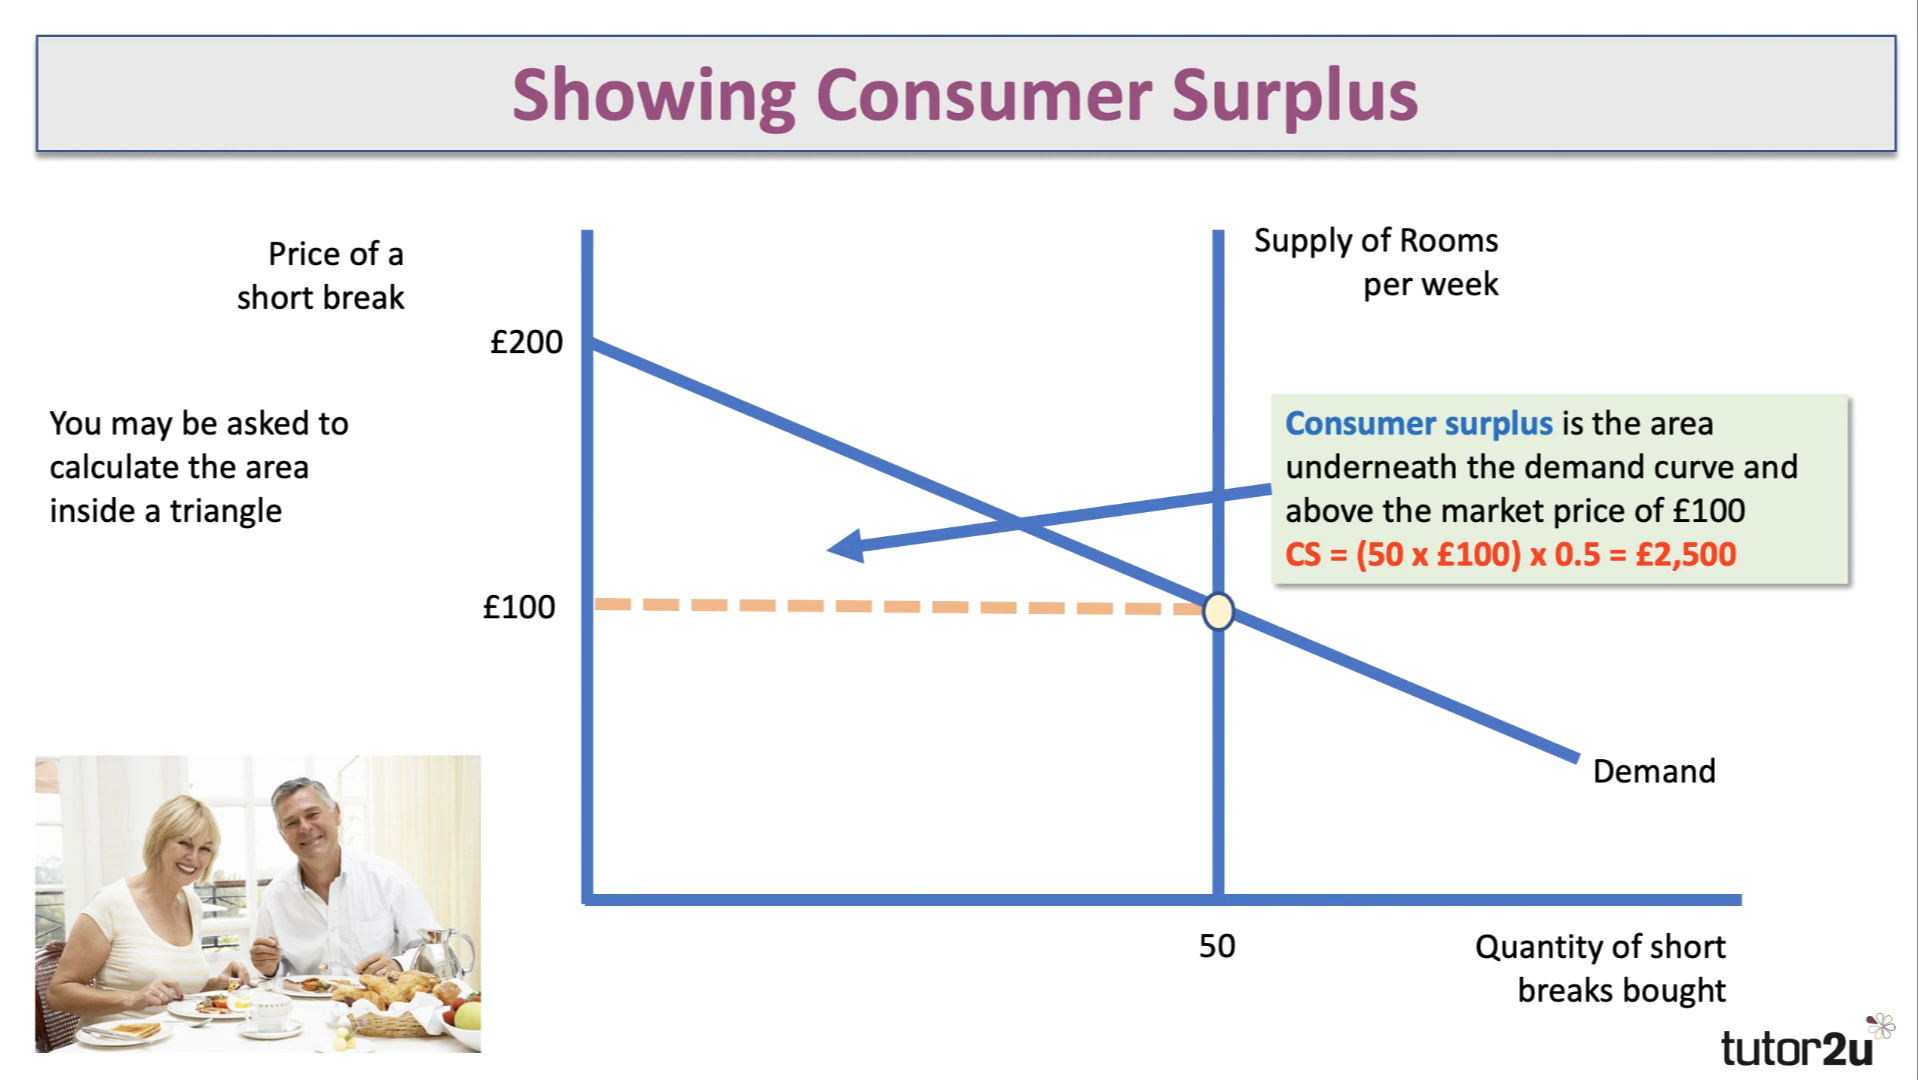 Showing Consumer Surplus
Price of a
short break
Supply of Rooms
per week
£200
You may be asked to
calculate the area
inside a triangle
Consumer surplus is the area
underneath the demand curve and
above the market price of £100
CS = (50 x £100) x 0.5 = £2,500
£100
Demand
50
Quantity of short
breaks bought
tutor2u